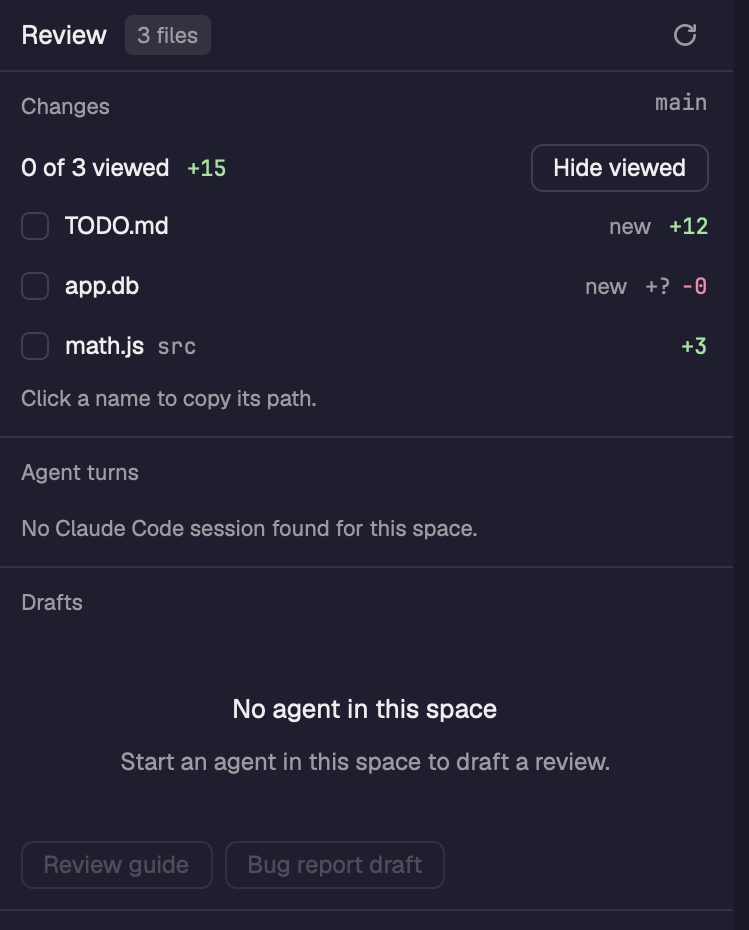 Review 3 files
Changes main
0 of 3 viewed +15 Hide viewed
TODO.md new +12
app.db new +? -0
math.js src +3
Click a name to copy its path.
Agent turns
No Claude Code session found for this space.
Drafts
No agent in this space
Start an agent in this space to draft a review.
Review guide Bug report draft